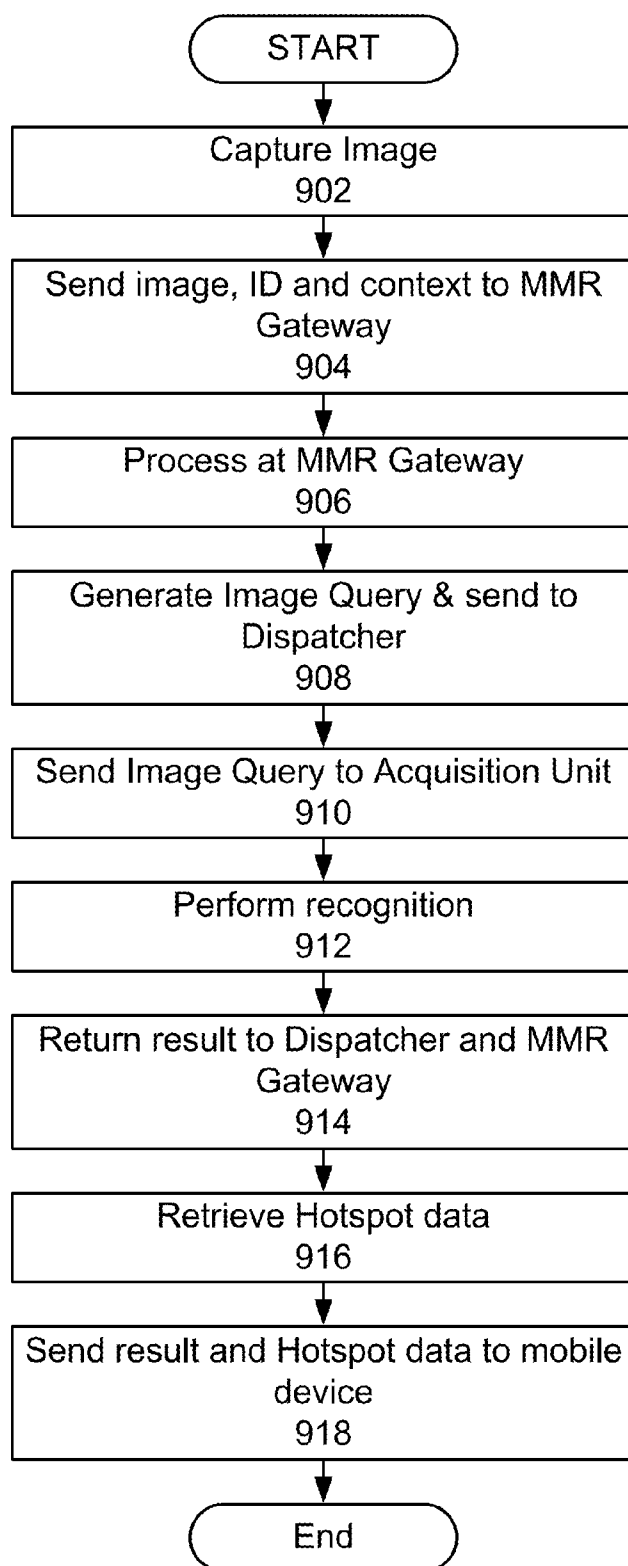 START
Capture Image
902
Send image, ID and context to MMR
Gateway
904
Process at MMR Gateway
906
Generate Image Query & send to
Dispatcher
908
Send Image Query to Acquisition Unit
910
Perform recognition
912
Return result to Dispatcher and MMR
Gateway
914
Retrieve Hotspot data
916
Send result and Hotspot data to mobile
device
918
End